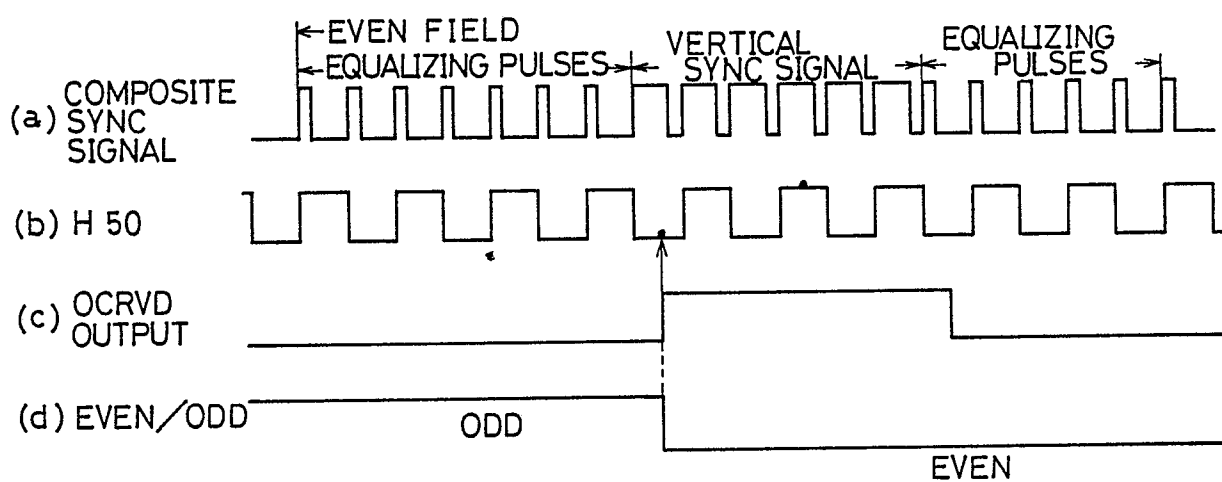 EVEN FIELD
EQUALIZING PULSES
VERTICAL
SYNC SIGNAL
EQUALIZING
PULSES
(a) COMPOSITE
SYNC
SIGNAL
(b) H 50
(c) OCRVD
OUTPUT
(d) EVEN/ODD
ODD
EVEN